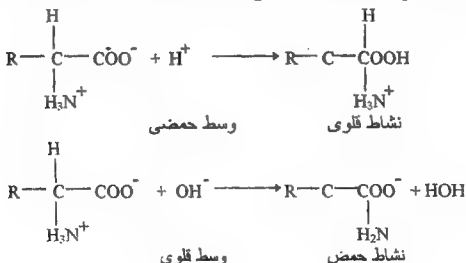 H H
R—C—COO⁻ + H⁺ ⟶ R—C—COOH
H₃N⁺ H₃N⁺
وسط حمضى نشاط قلوى
H
R—C—COO⁻ + OH⁻ ⟶ R—C—COO⁻ + HOH
H₃N⁺ H₂N
وسط قلوى نشاط حمض